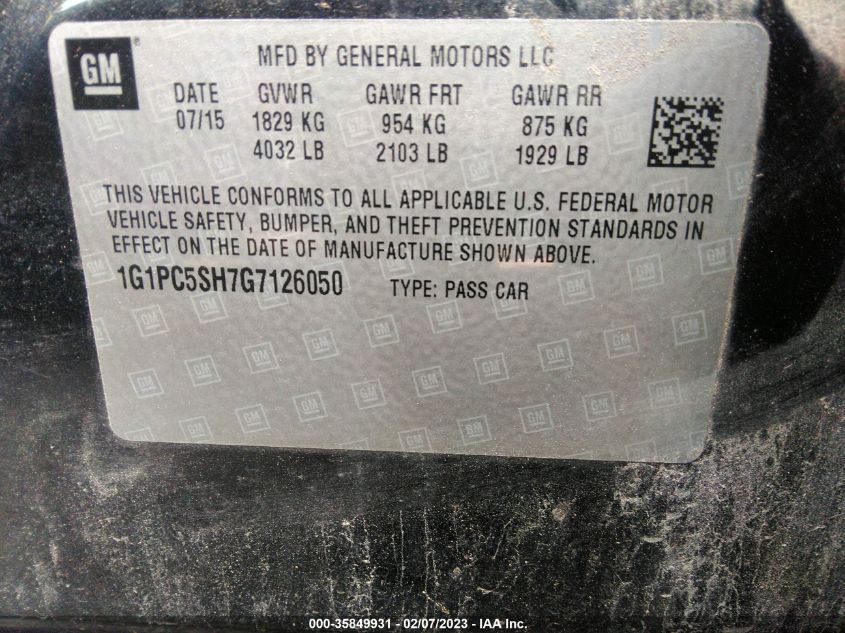 GM ®
MFD BY GENERAL MOTORS LLC
DATE GVWR GAWR FRT GAWR RR
07/15 1829 KG 954 KG 875 KG
4032 LB 2103 LB 1929 LB
THIS VEHICLE CONFORMS TO ALL APPLICABLE U.S. FEDERAL MOTOR
VEHICLE SAFETY, BUMPER, AND THEFT PREVENTION STANDARDS IN
EFFECT ON THE DATE OF MANUFACTURE SHOWN ABOVE.
1G1PC5SH7G7126050 TYPE: PASS CAR
000-35849931 - 02/07/2023 - IAA Inc.